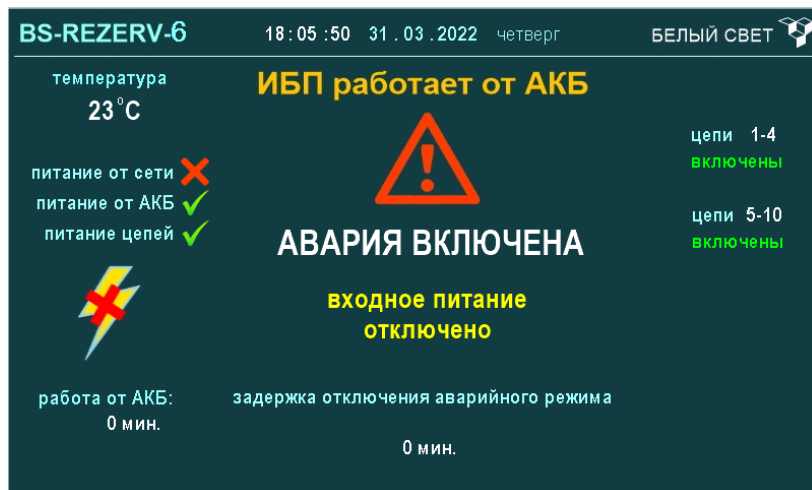 BS-REZERV-6 18:05:50 31.03.2022 четверг БЕЛЫЙ СВЕТ
температура
23°C
ИБП работает от АКБ
питание от сети
питание от АКБ
питание цепей
АВАРИЯ ВКЛЮЧЕНА
входное питание
отключено
цепи 1-4
включены
цепи 5-10
включены
работа от АКБ:
0 мин.
задержка отключения аварийного режима
0 мин.